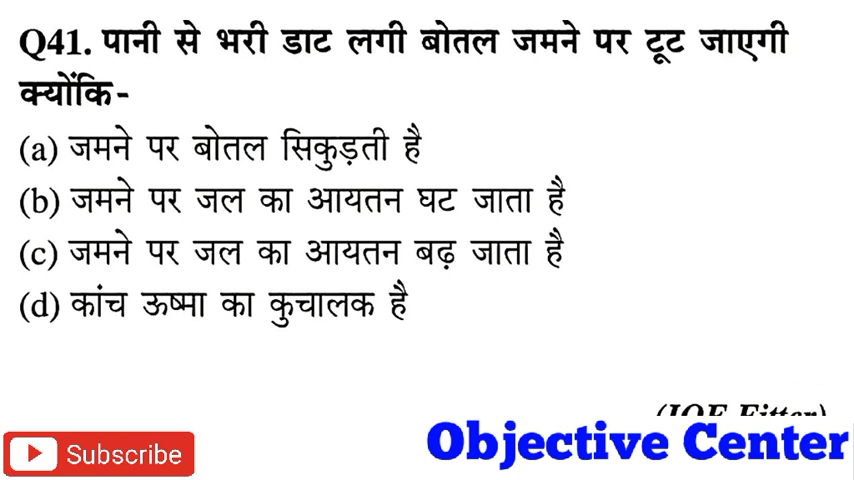 Q41. पानी से भरी डाट लगी बोतल जमने पर टूट जाएगी
क्योंकि-
(a) जमने पर बोतल सिकुड़ती है
(b) जमने पर जल का आयतन घट जाता है
(c) जमने पर जल का आयतन बढ़ जाता है
(d) कांच ऊष्मा का कुचालक है
Objective Center
Subscribe